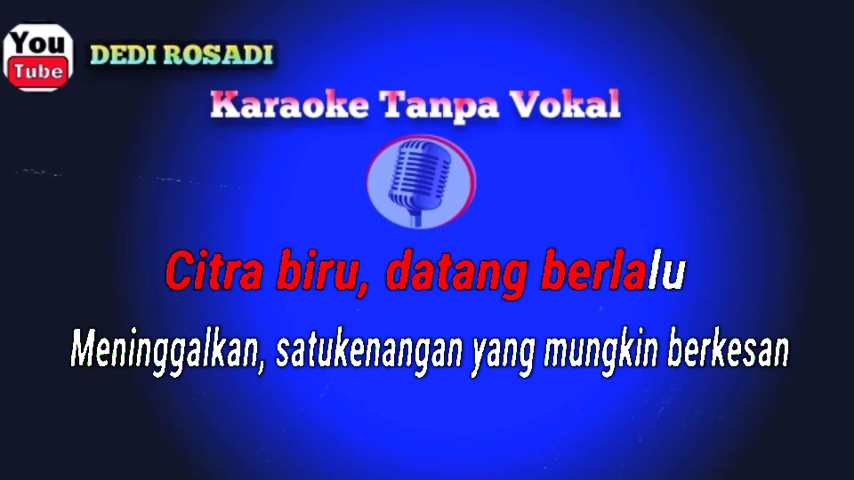 You
Tube
DEDI ROSADI
Karaoke Tanpa Vokal
Citra biru, datang berlalu
Meninggalkan, satukenangan yang mungkin berkesan